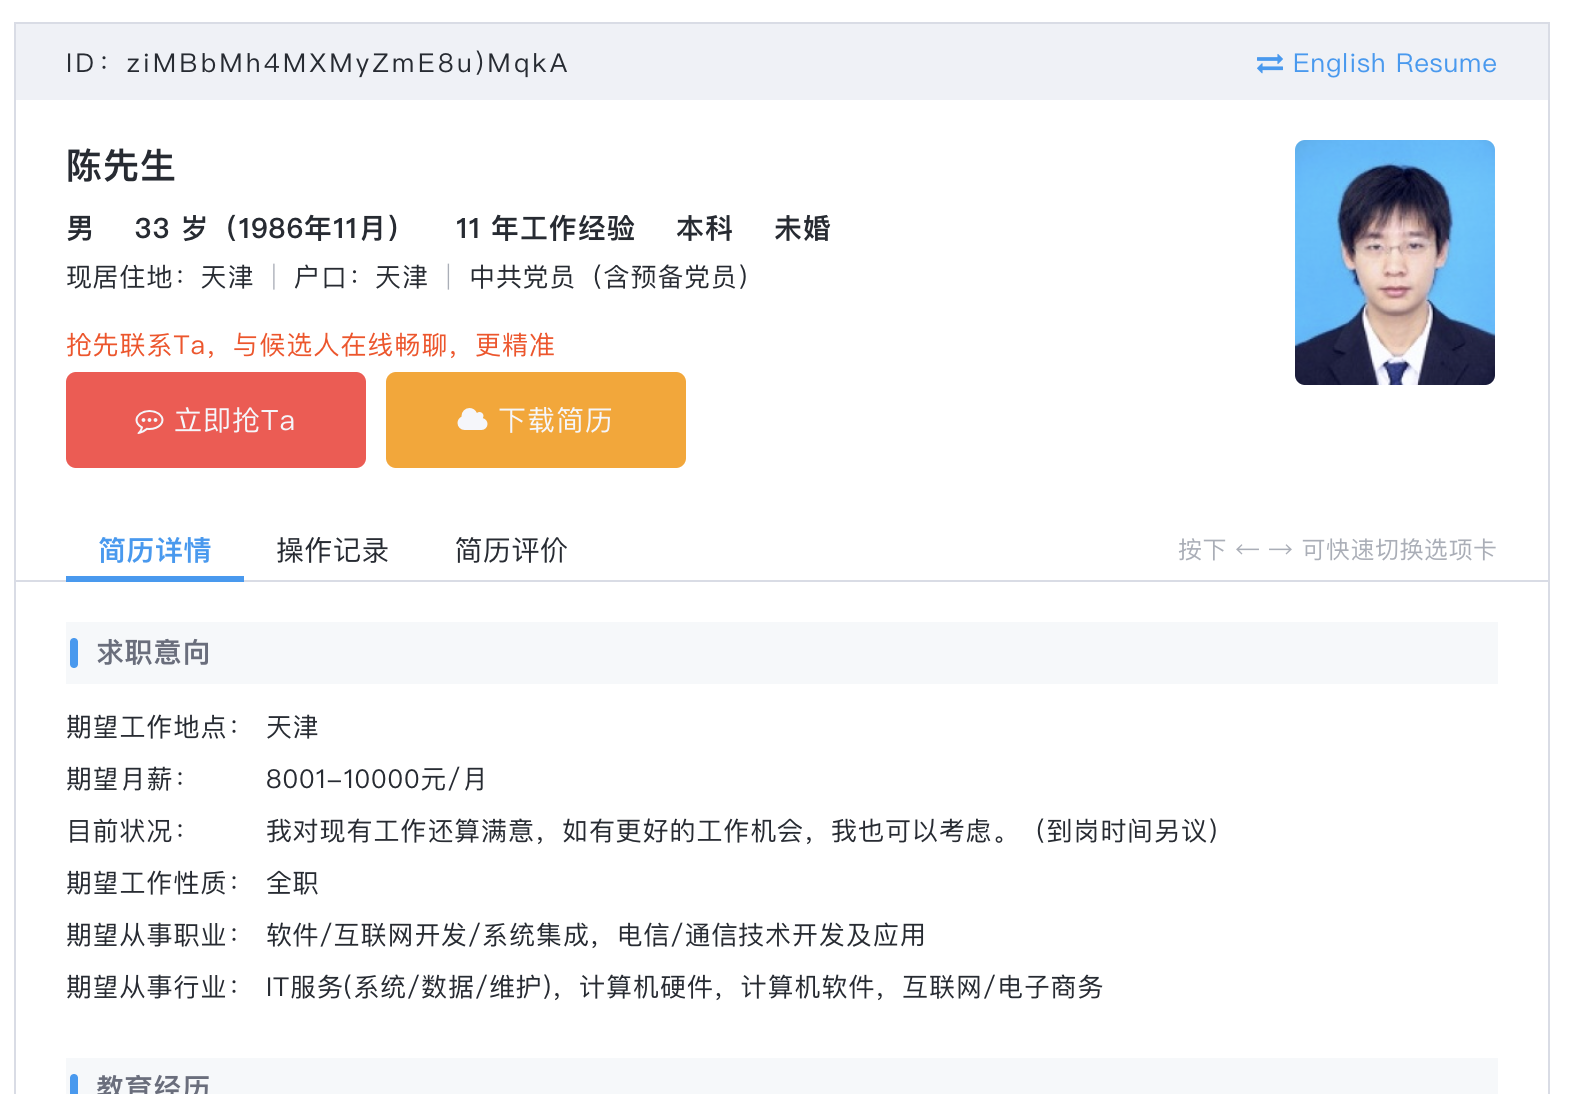 ID：ziMBbMh4MXMyZmE8u)MqkA
English Resume
陈先生
男 33 岁（1986年11月） 11 年工作经验 本科 未婚
现居住地：天津 | 户口：天津 | 中共党员（含预备党员）
抢先联系Ta，与候选人在线畅聊，更精准
立即抢Ta 下载简历
简历详情 操作记录 简历评价 按下 ← → 可快速切换选项卡
求职意向
期望工作地点： 天津
期望月薪： 8001-10000元/月
目前状况： 我对现有工作还算满意，如有更好的工作机会，我也可以考虑。（到岗时间另议）
期望工作性质： 全职
期望从事职业： 软件/互联网开发/系统集成，电信/通信技术开发及应用
期望从事行业： IT服务(系统/数据/维护)，计算机硬件，计算机软件，互联网/电子商务
教育经历